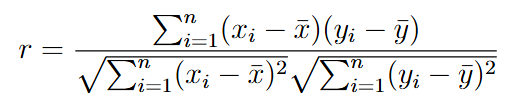 r = \frac{\sum_{i=1}^{n}(x_i - \bar{x})(y_i - \bar{y})}{\sqrt{\sum_{i=1}^{n}(x_i - \bar{x})^2}\sqrt{\sum_{i=1}^{n}(y_i - \bar{y})^2}}